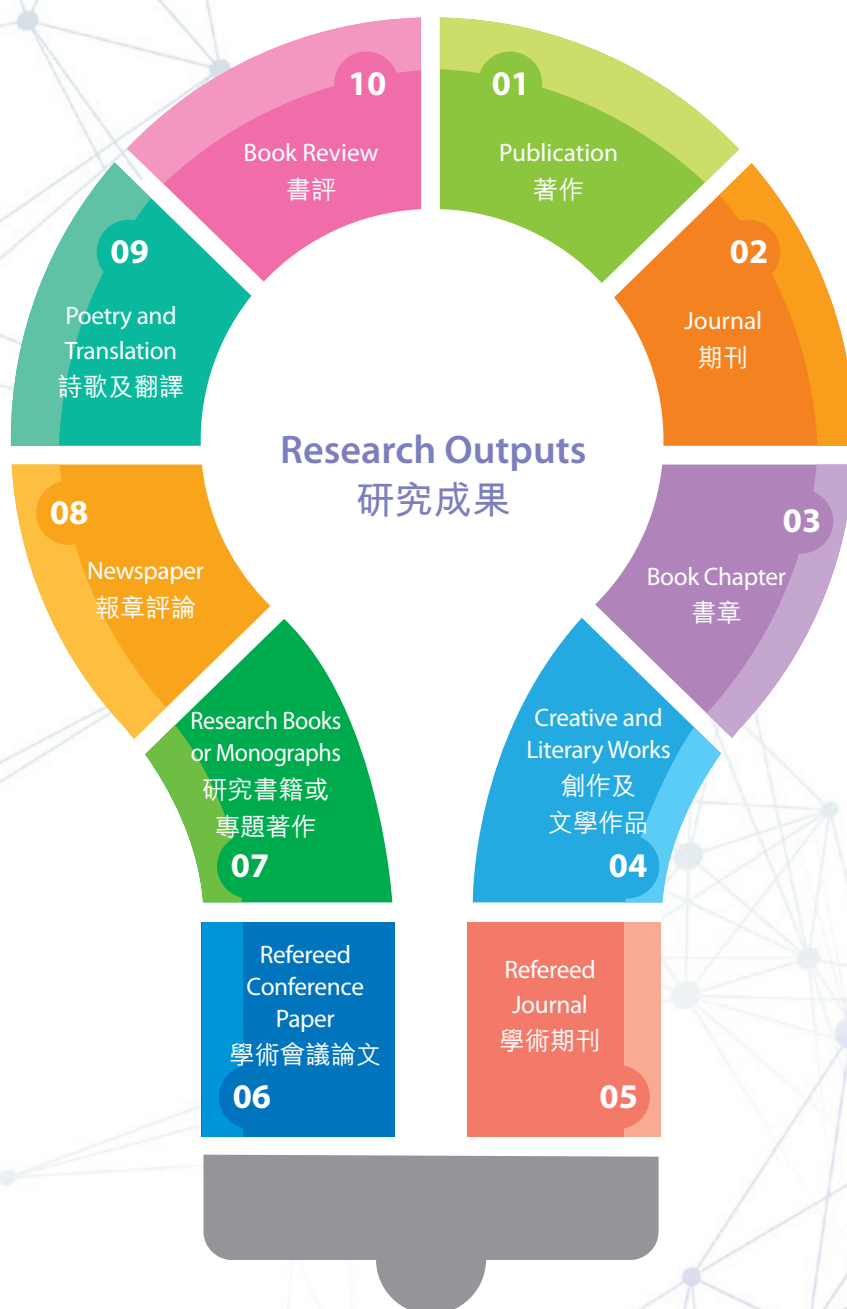 Research Outputs
研究成果
01
Publication
著作
02
Journal
期刊
03
Book Chapter
書章
Creative and
Literary Works
創作及
文學作品
04
Refereed
Journal
學術期刊
05
Refereed
Conference
Paper
學術會議論文
06
Research Books
or Monographs
研究書籍或
專題著作
07
08
Newspaper
報章評論
09
Poetry and
Translation
詩歌及翻譯
10
Book Review
書評